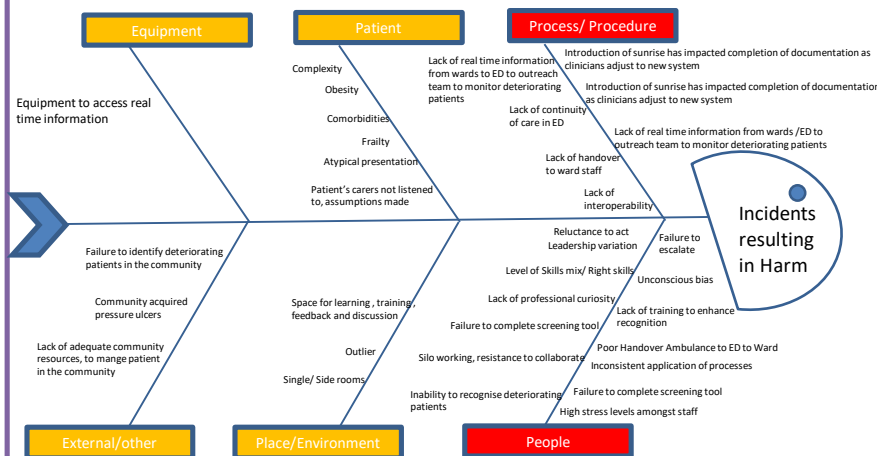 Equipment
Patient
Process/ Procedure
Equipment to access real
time information
Complexity
Obesity
Comorbidities
Frailty
Atypical presentation
Patient's carers not listened
to, assumptions made
Lack of real time information
from wards to ED to outreach
team to monitor deteriorating
patients
Lack of continuity
of care in ED
Lack of handover
to ward staff
Lack of
interoperability
Introduction of sunrise has impacted completion of documentation as
clinicians adjust to new system
Introduction of sunrise has impacted completion of documentation
as clinicians adjust to new system
Lack of real time information from wards /ED to
outreach team to monitor deteriorating patients
Incidents
resulting
in Harm
Failure to identify deteriorating
patients in the community
Community acquired
pressure ulcers
Lack of adequate community
resources, to mange patient
in the community
Space for learning , training ,
feedback and discussion
Outlier
Single/ Side rooms
Reluctance to act
Leadership variation
Level of Skills mix/ Right skills
Lack of professional curiosity
Failure to complete screening tool
Silo working, resistance to collaborate
Inability to recognise deteriorating
patients
Failure to
escalate
Unconscious bias
Lack of training to enhance
recognition
Poor Handover Ambulance to ED to Ward
Inconsistent application of processes
Failure to complete screening tool
High stress levels amongst staff
External/other
Place/Environment
People